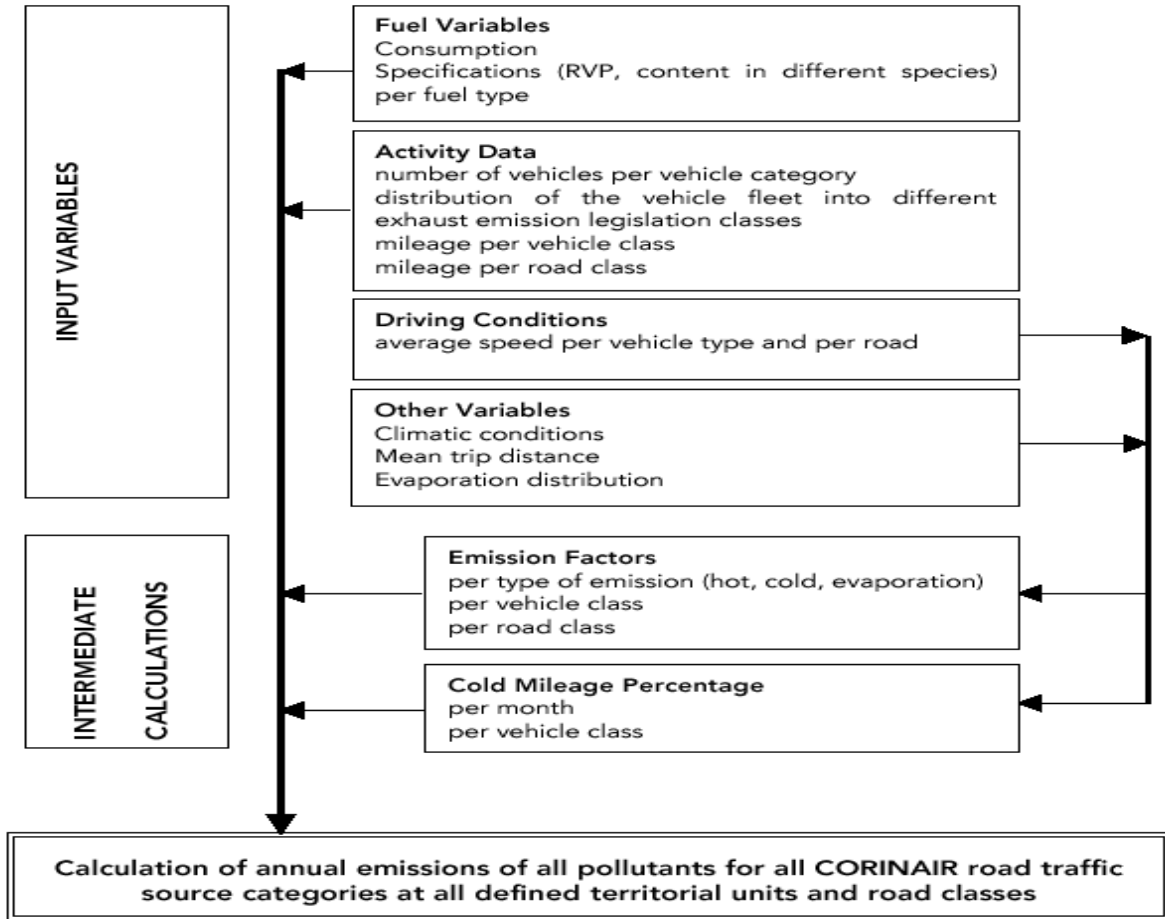 INPUT VARIABLES
Fuel Variables
Consumption
Specifications (RVP, content in different species)
per fuel type
Activity Data
number of vehicles per vehicle category
distribution of the vehicle fleet into different
exhaust emission legislation classes
mileage per vehicle class
mileage per road class
Driving Conditions
average speed per vehicle type and per road
Other Variables
Climatic conditions
Mean trip distance
Evaporation distribution
INTERMEDIATE
CALCULATIONS
Emission Factors
per type of emission (hot, cold, evaporation)
per vehicle class
per road class
Cold Mileage Percentage
per month
per vehicle class
Calculation of annual emissions of all pollutants for all CORINAIR road traffic
source categories at all defined territorial units and road classes